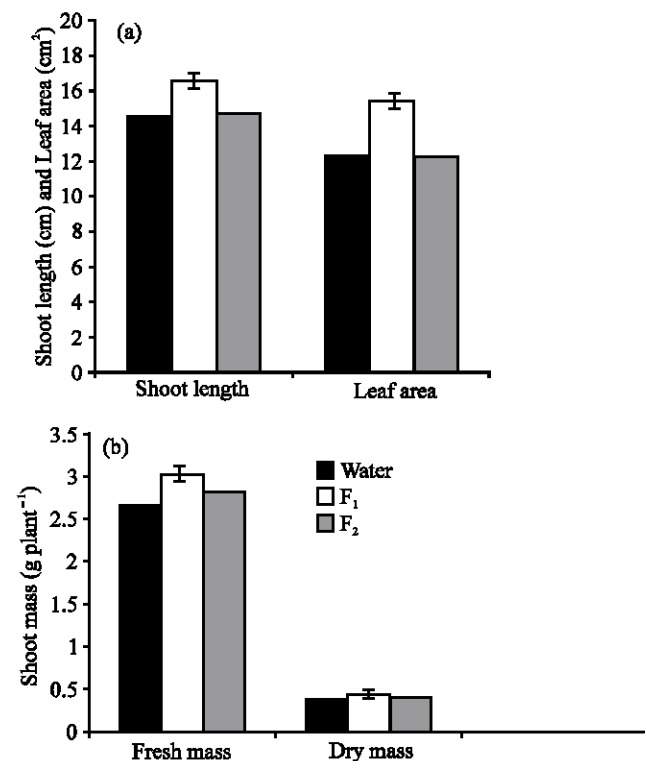 (a)
Shoot length (cm) and Leaf area (cm²)
20
18
16
14
12
10
8
6
4
2
0
Shoot length
Leaf area
(b)
Shoot mass (g plant⁻¹)
3.5
3
2.5
2
1.5
1
0.5
0
Water
F₁
F₂
Fresh mass
Dry mass